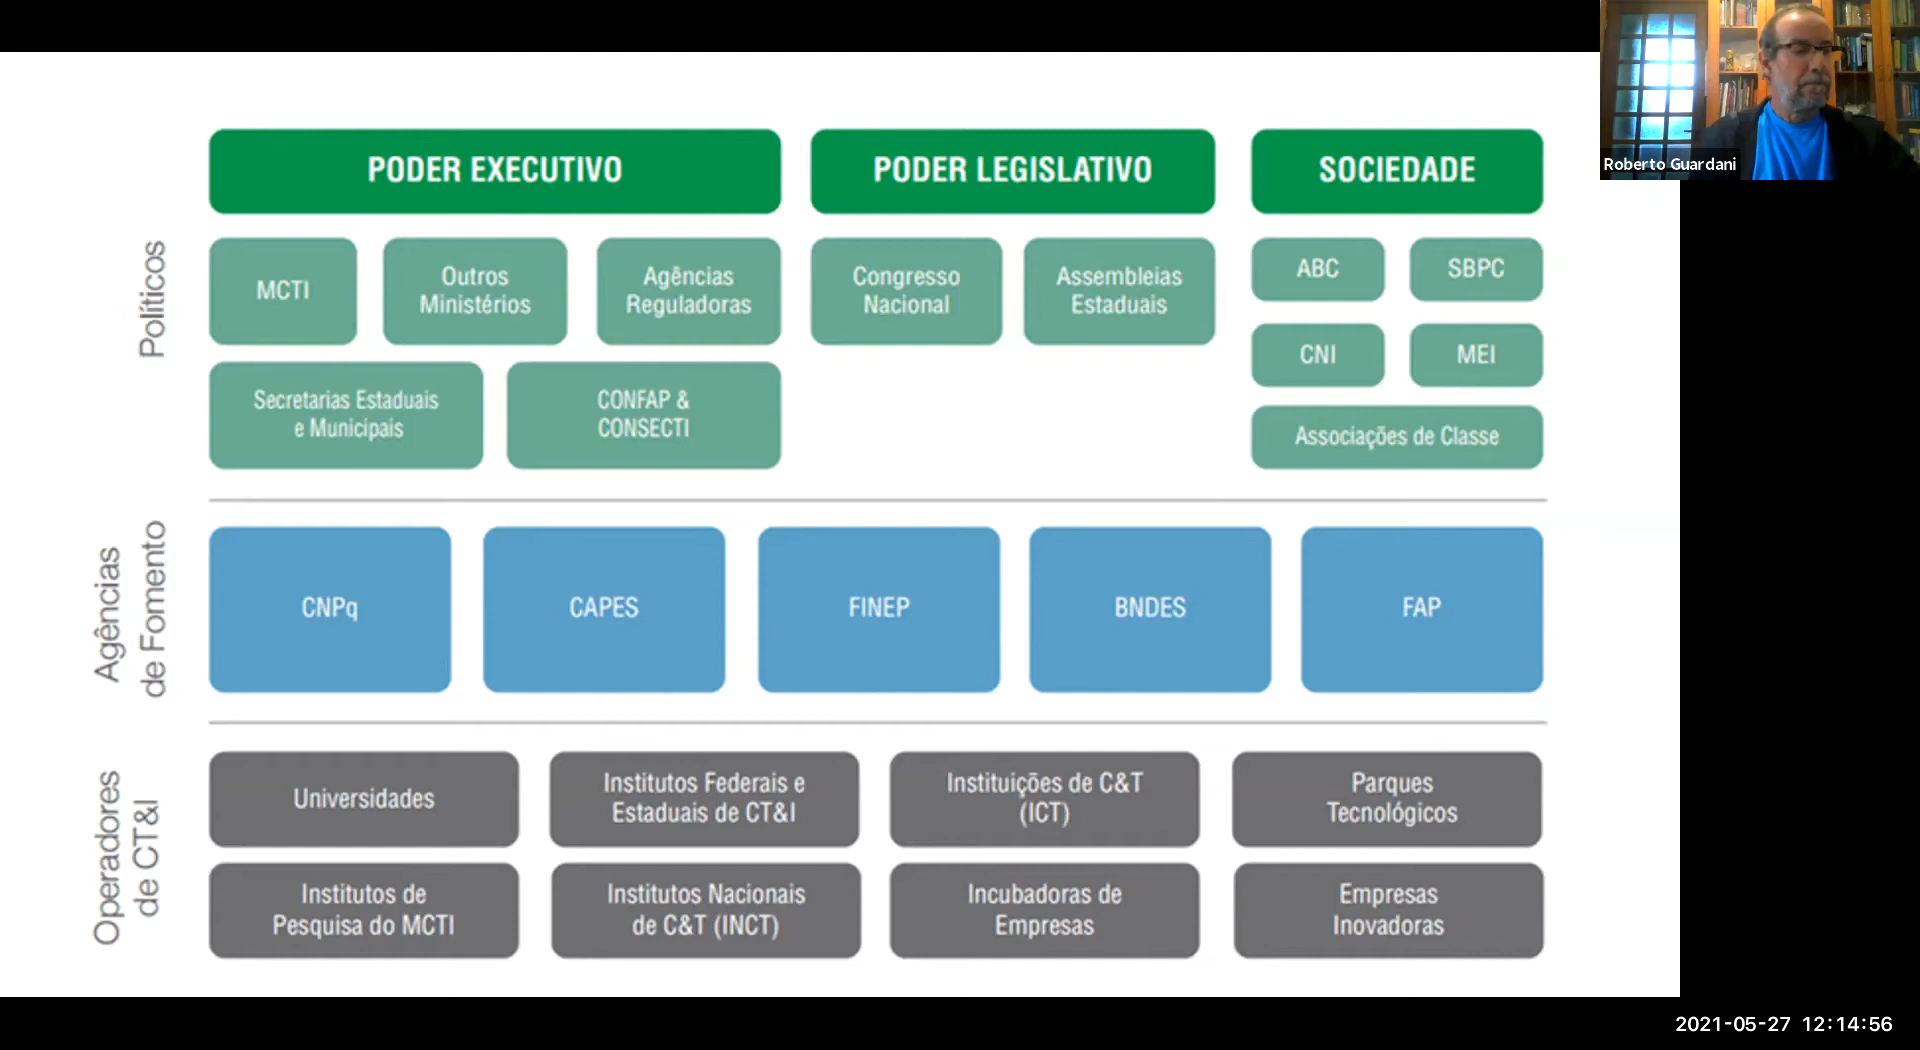 PODER EXECUTIVO
PODER LEGISLATIVO
SOCIEDADE
Roberto Guardani
Políticos
MCTI
Outros
Ministérios
Agências
Reguladoras
Congresso
Nacional
Assembleias
Estaduais
ABC
SBPC
CNI
MEI
Secretarias Estaduais
e Municipais
CONFAP &
CONSECTI
Associações de Classe
Agências
de Fomento
CNPq
CAPES
FINEP
BNDES
FAP
Operadores
de CT&I
Universidades
Institutos Federais e
Estaduais de CT&I
Instituições de C&T
(ICT)
Parques
Tecnológicos
Institutos de
Pesquisa do MCTI
Institutos Nacionais
de C&T (INCT)
Incubadoras de
Empresas
Empresas
Inovadoras
2021-05-27 12:14:56